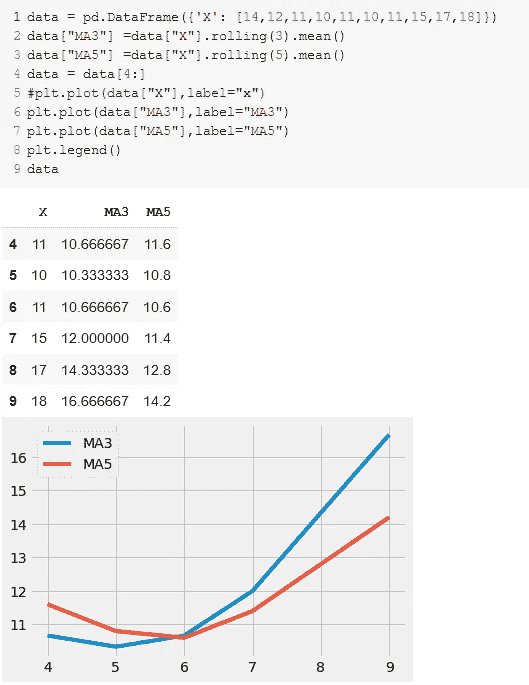 1 data = pd.DataFrame({'X': [14,12,11,10,11,10,11,15,17,18]})
2 data["MA3"] =data["X"].rolling(3).mean()
3 data["MA5"] =data["X"].rolling(5).mean()
4 data = data[4:]
5 #plt.plot(data["X"],label="x")
6 plt.plot(data["MA3"],label="MA3")
7 plt.plot(data["MA5"],label="MA5")
8 plt.legend()
9 data
X MA3 MA5
4 11 10.666667 11.6
5 10 10.333333 10.8
6 11 10.666667 10.6
7 15 12.000000 11.4
8 17 14.333333 12.8
9 18 16.666667 14.2
MA3
MA5
16
15
14
13
12
11
4 5 6 7 8 9